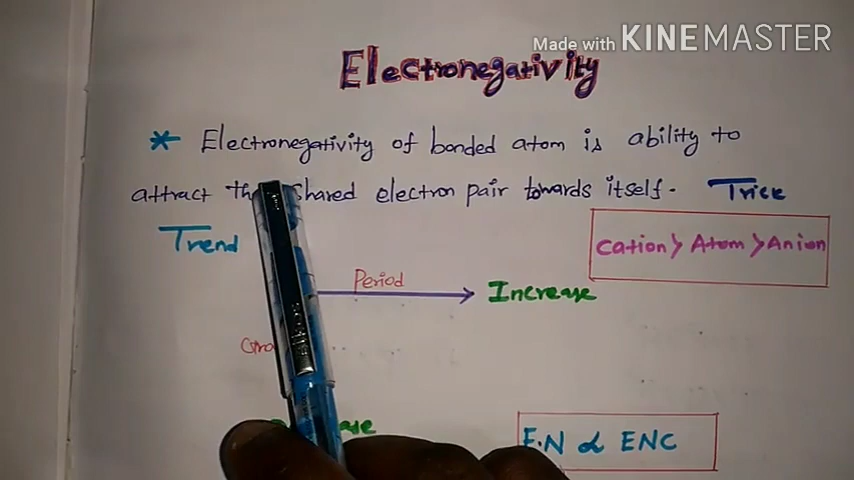 Made with KINEMASTER
Electronegativity
* Electronegativity of bonded atom is ability to
attract the shared electron pair towards itself.
Trick
Trend
Cation > Atom > Anion
Period
Increase
E.N α ENC